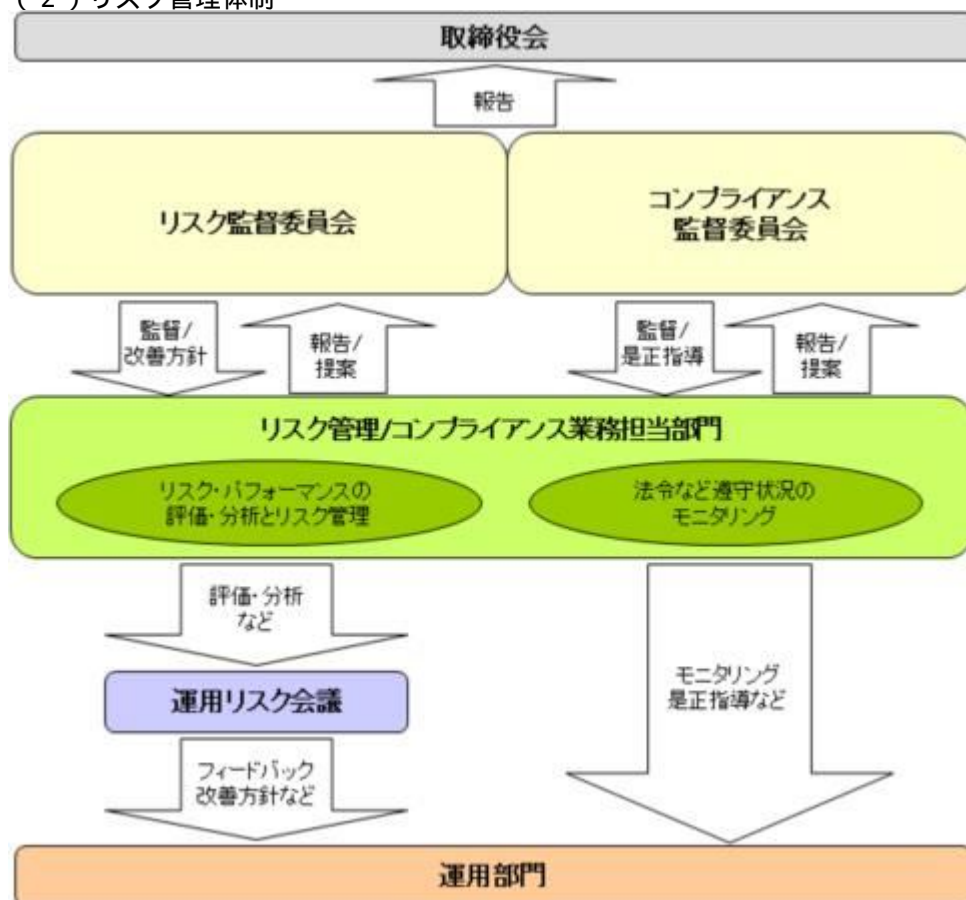 (２)リスク管理体制
取締役会
報告
リスク監督委員会
コンプライアンス
監督委員会
監督/
改善方針
報告/
提案
監督/
是正指導
報告/
提案
リスク管理/コンプライアンス業務担当部門
リスク・パフォーマンスの
評価・分析とリスク管理
法令など遵守状況の
モニタリング
評価・分析
など
運用リスク会議
モニタリング
是正指導など
フィードバック
改善方針など
運用部門